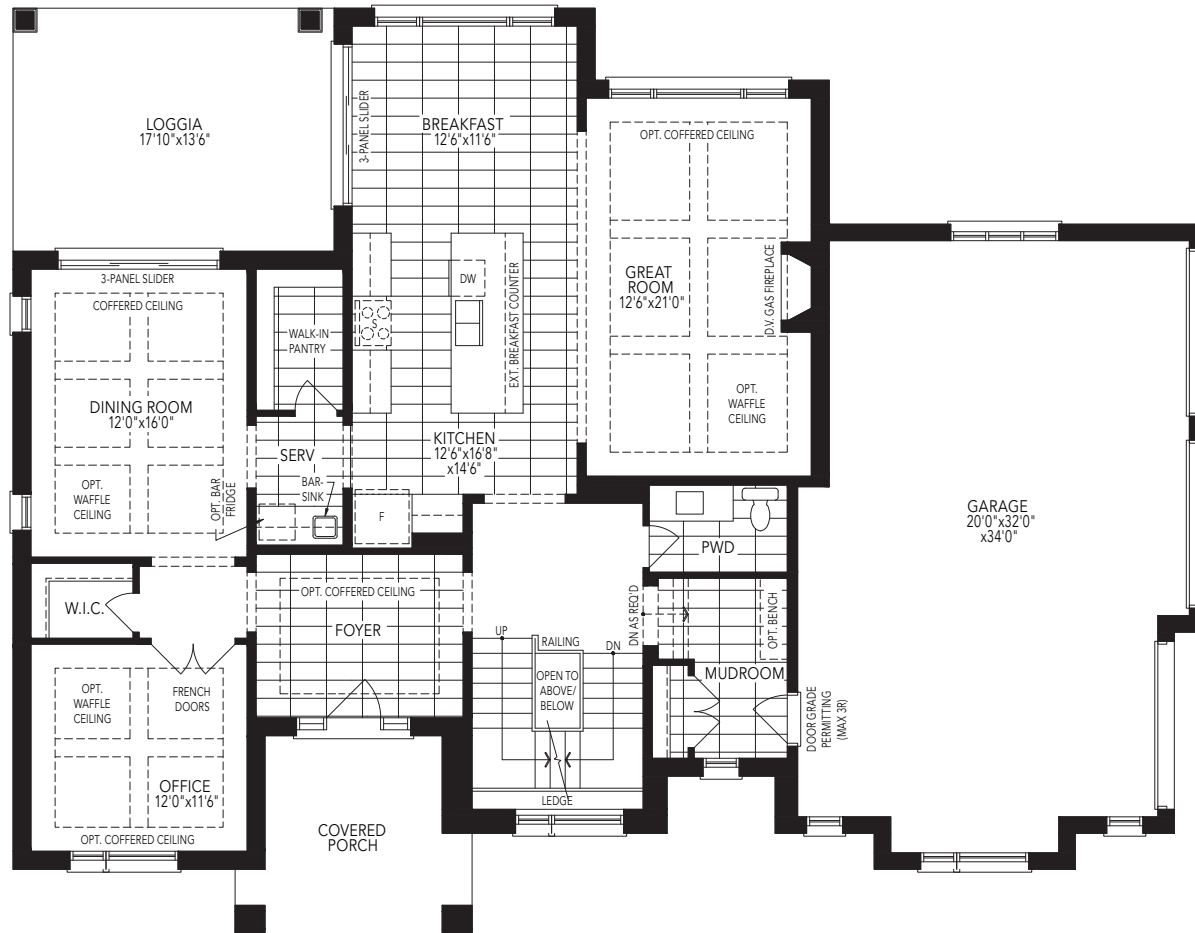 LOGGIA
17'10"x13'6"
3-PANEL SLIDER
BREAKFAST
12'6"x11'6"
OPT. COFFERED CEILING
GREAT
ROOM
12'6"x21'0"
D.V. GAS FIREPLACE
OPT.
WAFFLE
CEILING
3-PANEL SLIDER
COFFERED CEILING
DINING ROOM
12'0"x16'0"
OPT.
WAFFLE
CEILING
WALK-IN
PANTRY
S
DW
EXT. BREAKFAST COUNTER
KITCHEN
12'6"x16'8"
x14'6"
SERV
BAR-
SINK
OPT. BAR
FRIDGE
F
GARAGE
20'0"x32'0"
x34'0"
PWD
W.I.C.
OPT. COFFERED CEILING
FOYER
UP
RAILING
DN
OPEN TO
ABOVE/
BELOW
LEDGE
DN AS REQ'D
OPT. BENCH
MUDROOM
DOOR GRADE
PERMITTING
(MAX 3R)
OPT.
WAFFLE
CEILING
FRENCH
DOORS
OFFICE
12'0"x11'6"
OPT. COFFERED CEILING
COVERED
PORCH